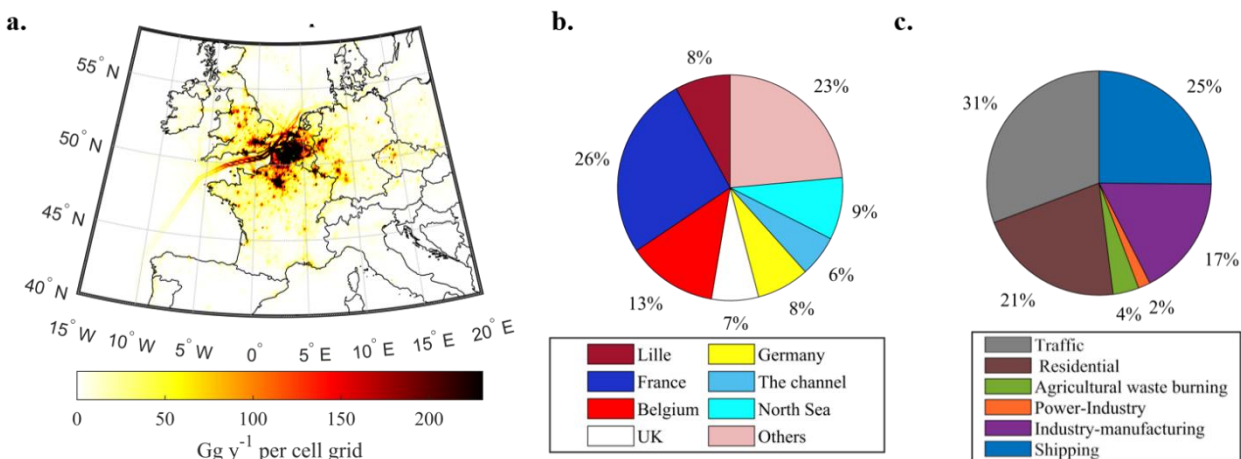 a.
55° N
50° N
45° N
40° N
15° W
10° W
5° W
0°
5° E
10° E
15° E
20° E
0
50
100
150
200
Gg y⁻¹ per cell grid
b.
8%
23%
26%
9%
6%
13%
7%
8%
Lille
Germany
France
The channel
Belgium
North Sea
UK
Others
c.
31%
25%
17%
21%
4%
2%
Traffic
Residential
Agricultural waste burning
Power-Industry
Industry-manufacturing
Shipping